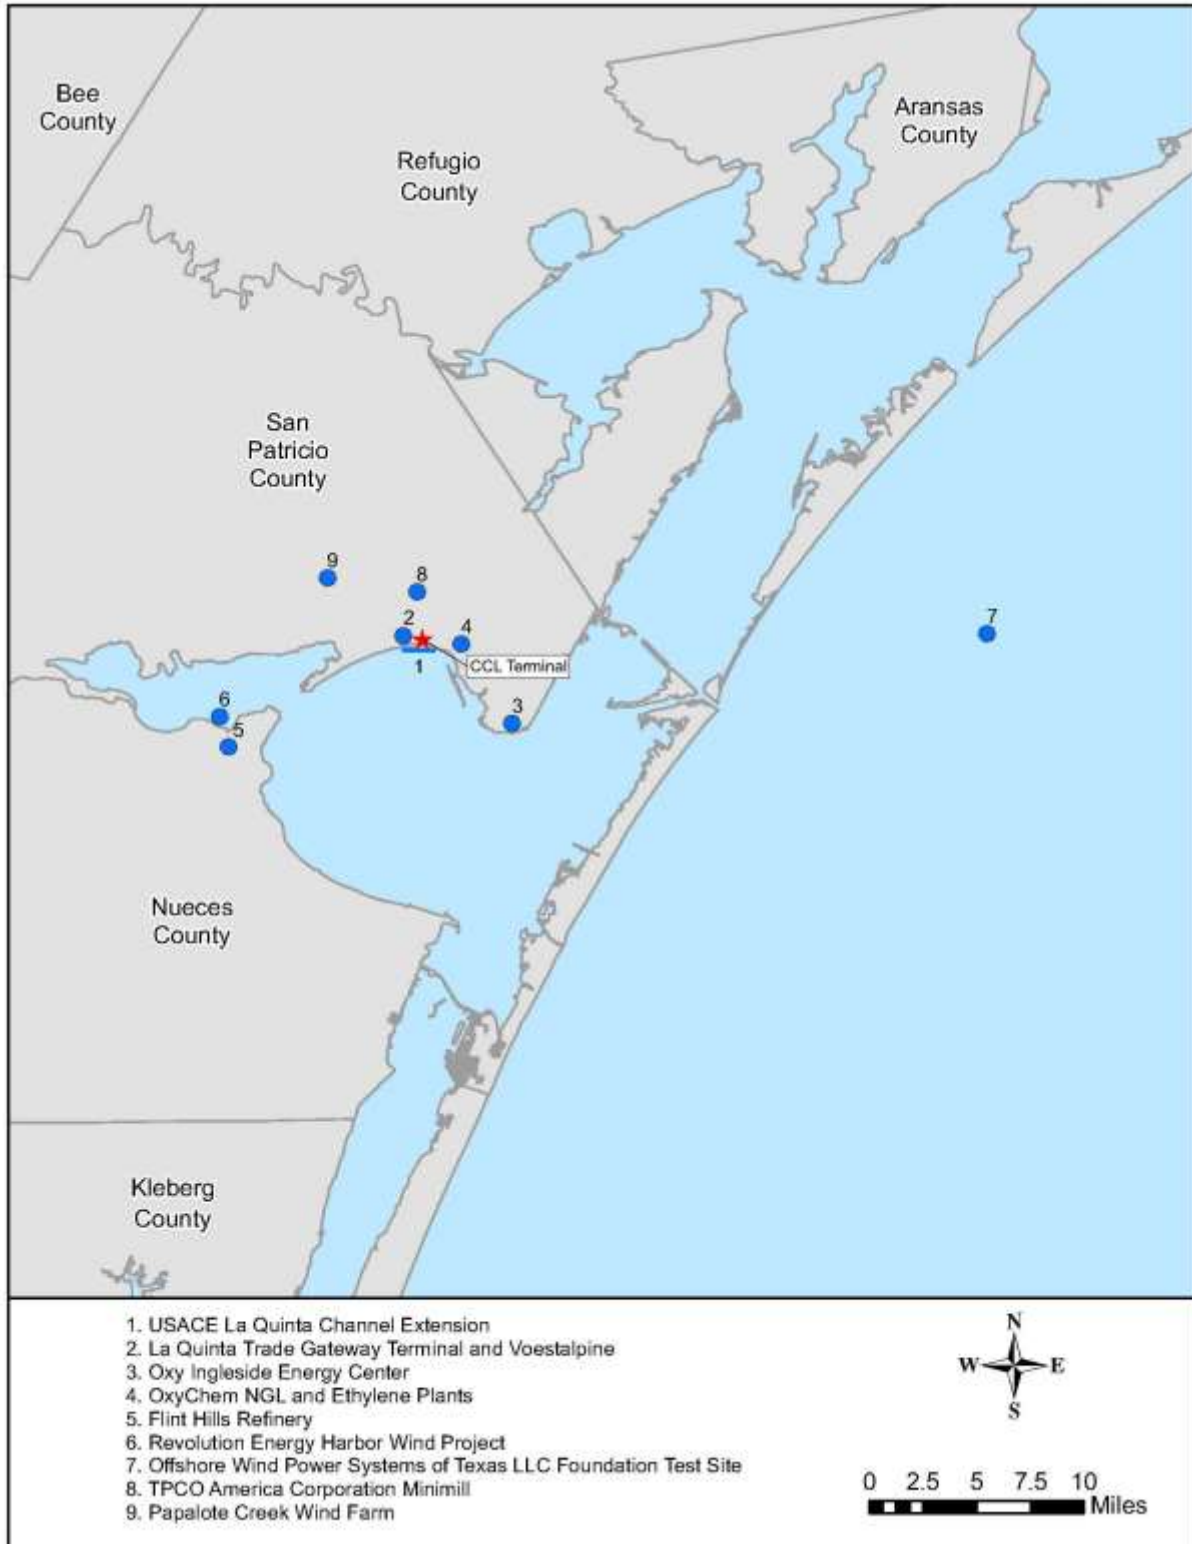 Bee
County
Aransas
County
Refugio
County
San
Patricio
County
9
8
2
4
7
1
CCL Terminal
3
6
5
Nueces
County
Kleberg
County
1. USACE La Quinta Channel Extension
2. La Quinta Trade Gateway Terminal and Voestalpine
3. Oxy Ingleside Energy Center
4. OxyChem NGL and Ethylene Plants
5. Flint Hills Refinery
6. Revolution Energy Harbor Wind Project
7. Offshore Wind Power Systems of Texas LLC Foundation Test Site
8. TPCO America Corporation Minimill
9. Papalote Creek Wind Farm
N
W E
S
0 2.5 5 7.5 10
Miles